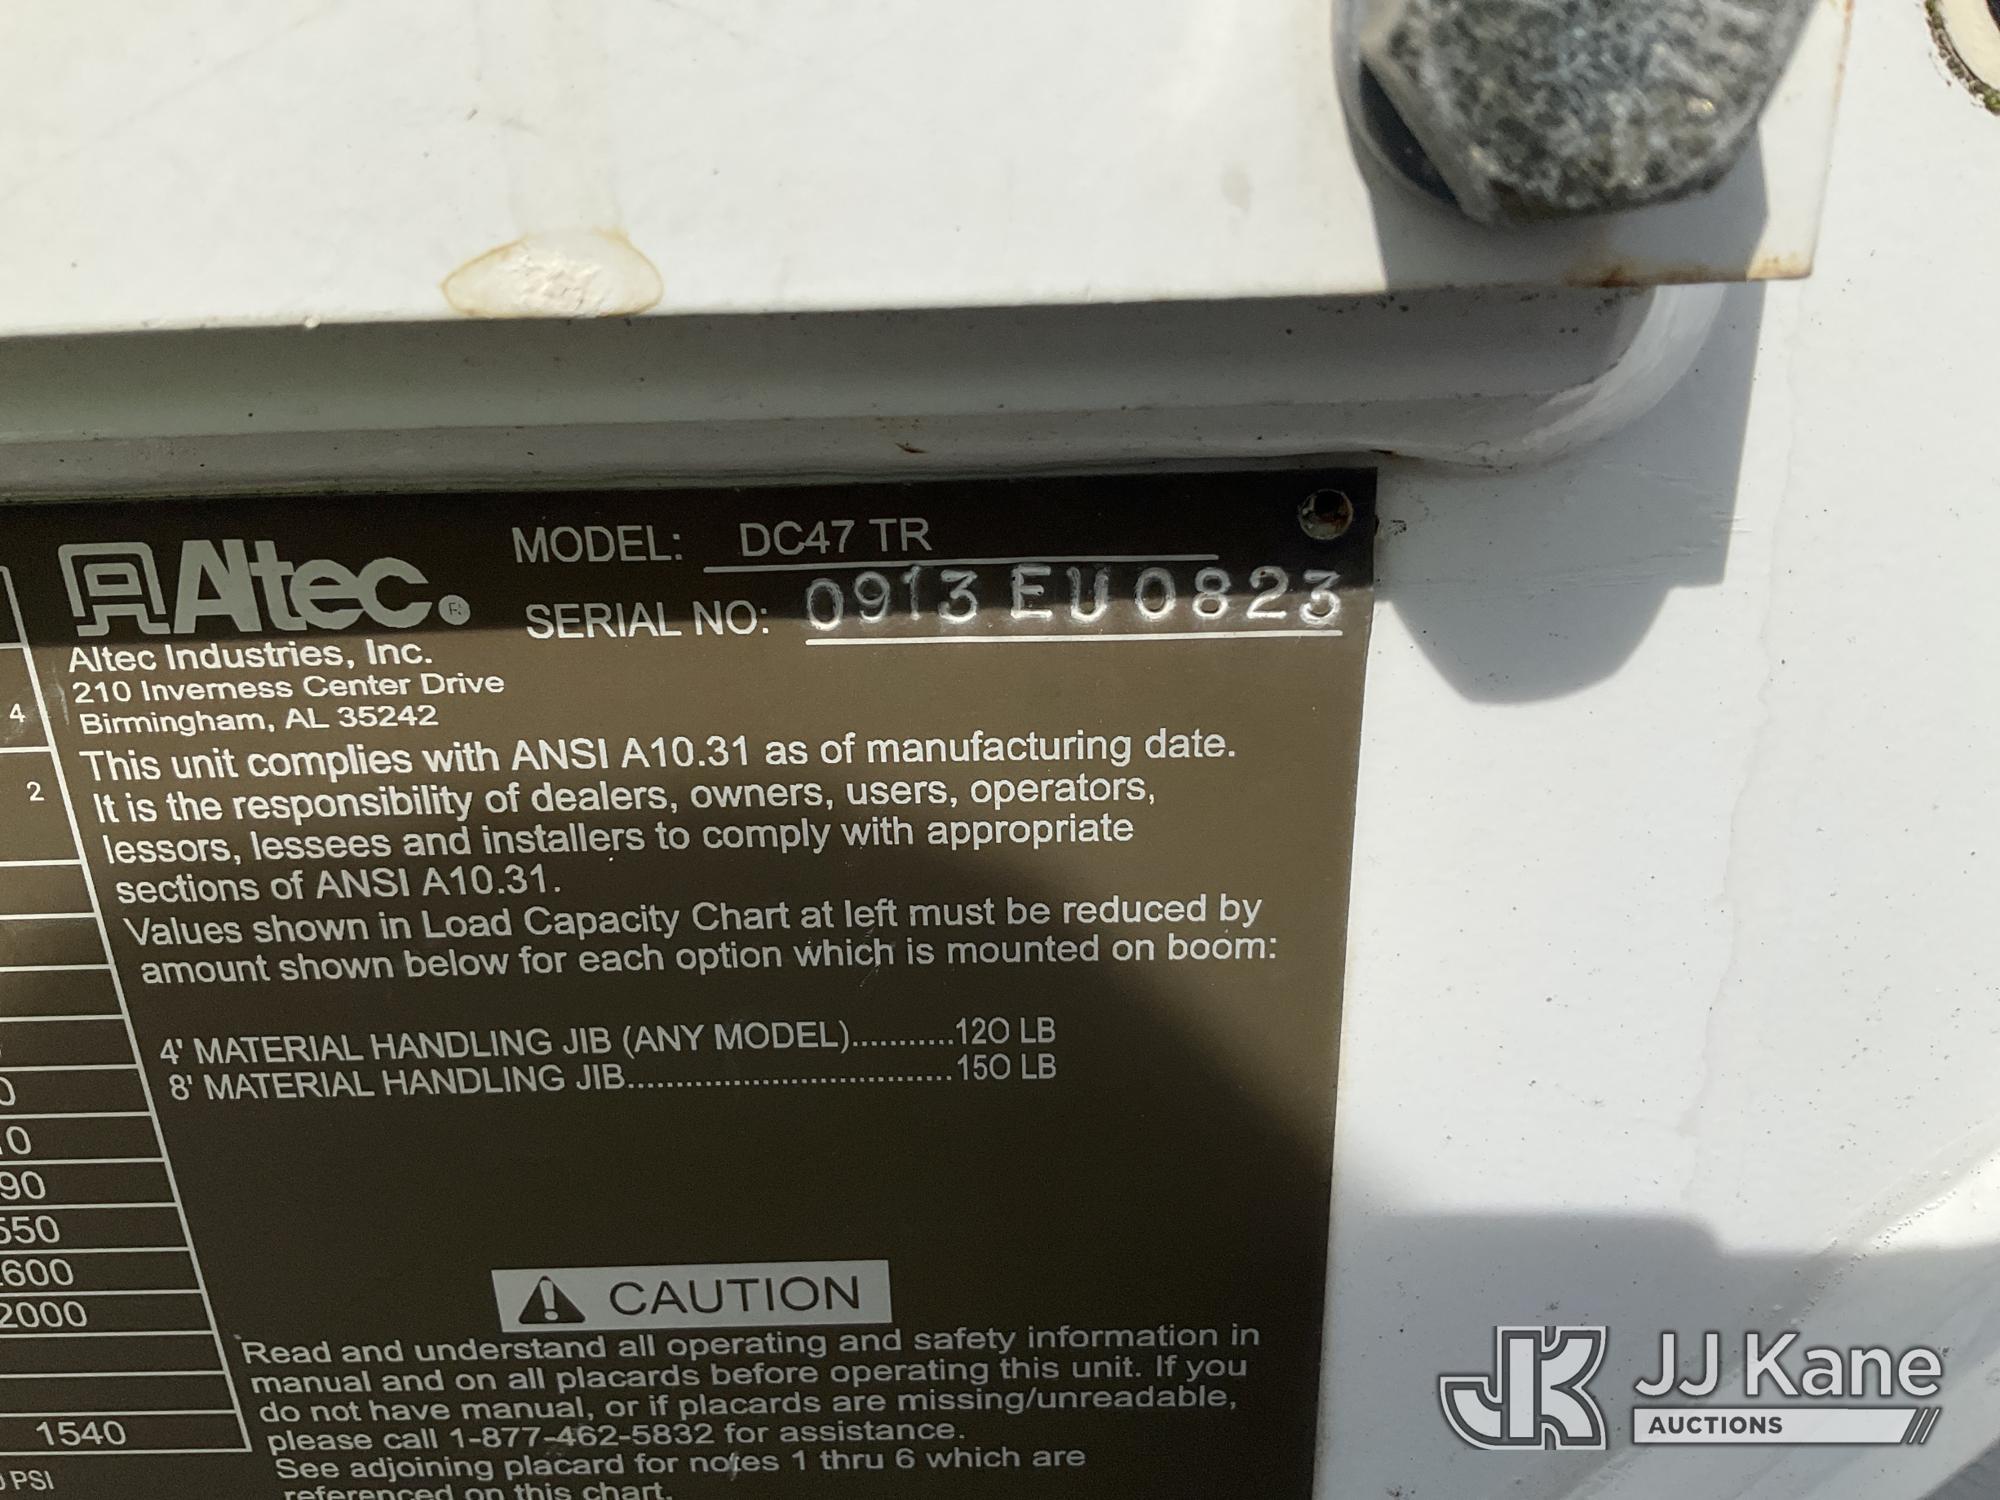 Altec®
MODEL: DC47 TR
SERIAL NO: 0913EU0823
Altec Industries, Inc.
210 Inverness Center Drive
Birmingham, AL 35242
This unit complies with ANSI A10.31 as of manufacturing date.
It is the responsibility of dealers, owners, users, operators,
lessors, lessees and installers to comply with appropriate
sections of ANSI A10.31.
Values shown in Load Capacity Chart at left must be reduced by
amount shown below for each option which is mounted on boom:
4' MATERIAL HANDLING JIB (ANY MODEL)...........120 LB
8' MATERIAL HANDLING JIB.................................150 LB
CAUTION
Read and understand all operating and safety information in
manual and on all placards before operating this unit. If you
do not have manual, or if placards are missing/unreadable,
please call 1-877-462-5832 for assistance.
See adjoining placard for notes 1 thru 6 which are
referenced on this chart.
4
2
0
10
90
550
600
2000
1540
PSI
JJ Kane
AUCTIONS